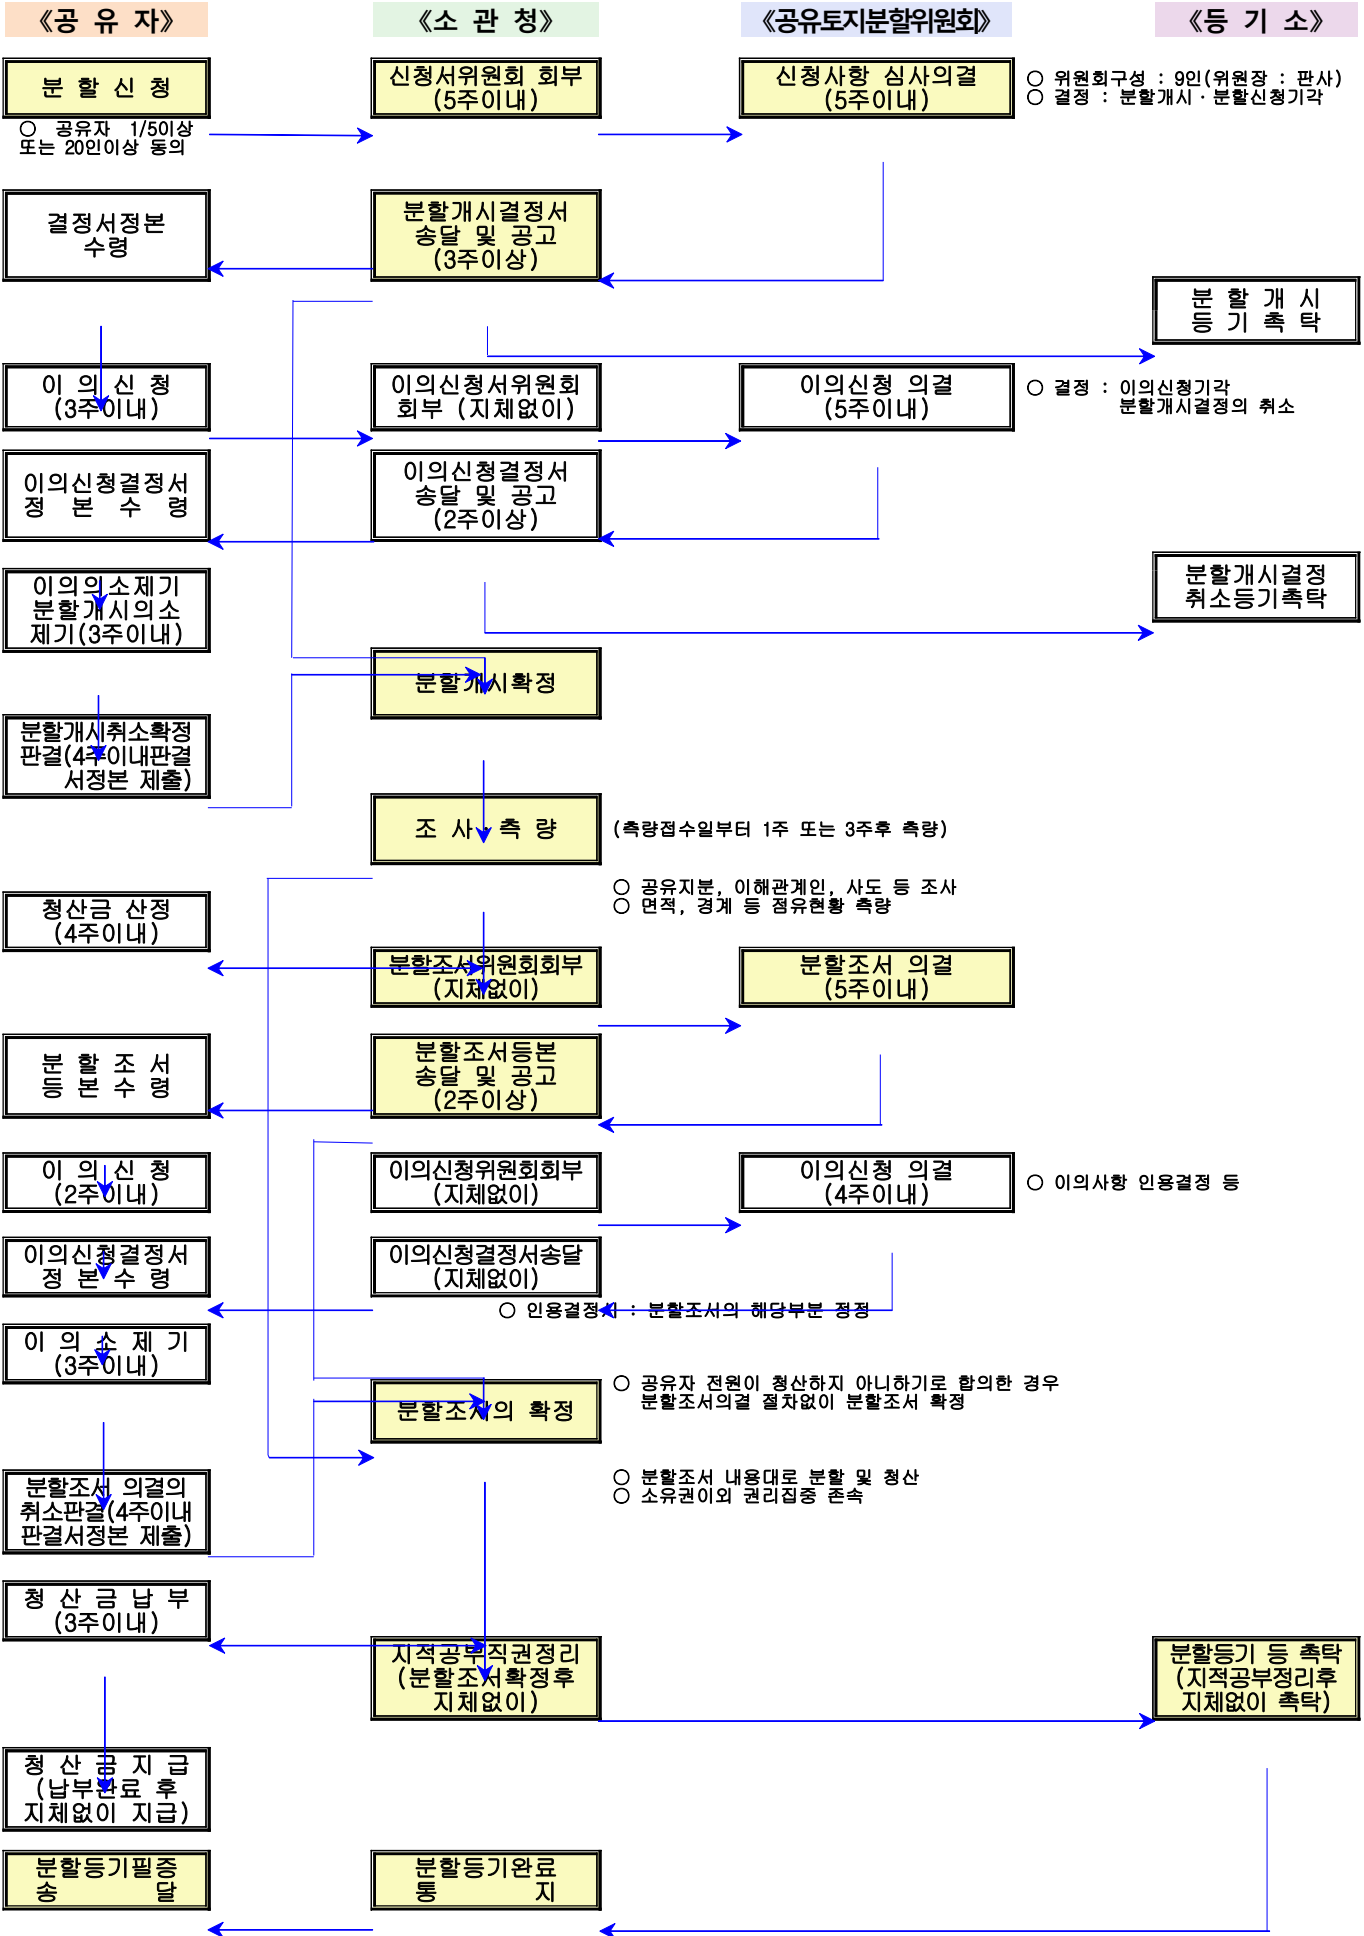 《공 유 자》
《소 관 청》
《공유토지분할위원회》
《등 기 소》
분 할 신 청
신청서위원회 회부
(5주이내)
신청사항 심사의결
(5주이내)
○ 위원회구성 : 9인(위원장 : 판사)
○ 결정 : 분할개시·분할신청기각
○ 공유자 1/5이상
또는 20인이상 동의
결정서정본
수령
분할개시결정서
송달 및 공고
(3주이상)
분 할 개 시
등 기 촉 탁
이 의 신 청
(3주이내)
이의신청서위원회
회부 (지체없이)
이의신청 의결
(5주이내)
○ 결정 : 이의신청기각
분할개시결정의 취소
이의신청결정서
정 본 수 령
이의신청결정서
송달 및 공고
(2주이상)
분할개시결정
취소등기촉탁
이의의소제기
분할개시의소
제기(3주이내)
분할개시확정
분할개시취소확정
판결(4주이내판결
서정본 제출)
조 사·측 량
(측량접수일부터 1주 또는 3주후 측량)
○ 공유지분, 이해관계인, 사도 등 조사
○ 면적, 경계 등 점유현황 측량
청산금 산정
(4주이내)
분할조서위원회회부
(지체없이)
분할조서 의결
(5주이내)
분 할 조 서
등 본 수 령
분할조서등본
송달 및 공고
(2주이상)
이 의 신 청
(2주이내)
이의신청위원회회부
(지체없이)
이의신청 의결
(4주이내)
○ 이의사항 인용결정 등
이의신청결정서
정 본 수 령
이의신청결정서송달
(지체없이)
○ 인용결정시 : 분할조서의 해당부분 정정
이 의 소 제 기
(3주이내)
분할조서의 확정
○ 공유자 전원이 청산하지 아니하기로 합의한 경우
분할조서의결 절차없이 분할조서 확정
○ 분할조서 내용대로 분할 및 청산
○ 소유권이외 권리집중 존속
분할조서 의결의
취소판결(4주이내
판결서정본 제출)
청 산 금 납 부
(3주이내)
지적공부직권정리
(분할조서확정후
지체없이)
분할등기 등 촉탁
(지적공부정리후
지체없이 촉탁)
청 산 금 지 급
(납부완료 후
지체없이 지급)
분할등기필증
송 달
분할등기완료
통 지